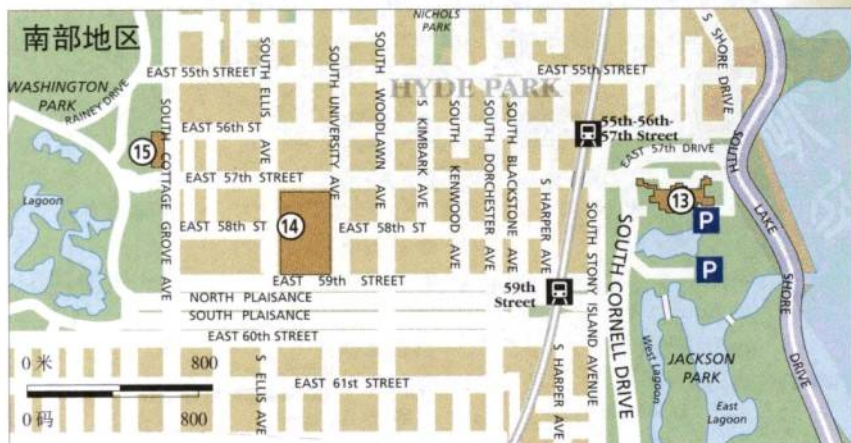 南部地区
NICHOLS
PARK
S SHORE DRIVE
WASHINGTON
PARK
RAINEY DRIVE
EAST 55th STREET
SOUTH ELLIS AVE
SOUTH UNIVERSITY AVE
SOUTH WOODLAWN AVE
HYDE PARK
EAST 55th STREET
EAST 56th ST
S KIMBARK AVE
SOUTH KENWOOD AVE
SOUTH DORCHESTER AVE
SOUTH BLACKSTONE AVE
55th-56th-
57th Street
EAST 57th DRIVE
15
SOUTH COTTAGE GROVE AVE
EAST 57th STREET
S HARPER AVE
SOUTH LAKE SHORE DRIVE
Lagoon
13
P
EAST 58th ST
14
EAST 58th ST
SOUTH STONY ISLAND AVENUE
SOUTH CORNELL DRIVE
P
EAST 59th STREET
59th
Street
NORTH PLAISANCE
SOUTH PLAISANCE
EAST 60th STREET
0 米 800
0 码 800
S ELLIS AVE
EAST 61st STREET
S HARPER AVE
West Lagoon
JACKSON
PARK
East
Lagoon